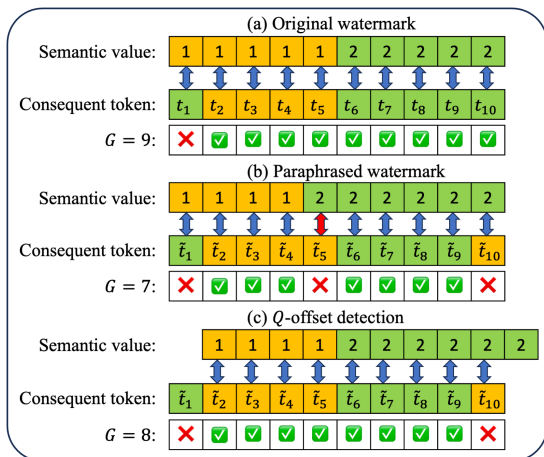 (a) Original watermark
Semantic value: 1 1 1 1 1 2 2 2 2 2
Consequent token: t₁ t₂ t₃ t₄ t₅ t₆ t₇ t₈ t₉ t₁₀
G = 9:
(b) Paraphrased watermark
Semantic value: 1 1 1 1 2 2 2 2 2 2
Consequent token: t̃₁ t̃₂ t̃₃ t̃₄ t̃₅ t̃₆ t̃₇ t̃₈ t̃₉ t̃₁₀
G = 7:
(c) Q-offset detection
Semantic value: 1 1 1 1 2 2 2 2 2 2
Consequent token: t̃₁ t̃₂ t̃₃ t̃₄ t̃₅ t̃₆ t̃₇ t̃₈ t̃₉ t̃₁₀
G = 8: